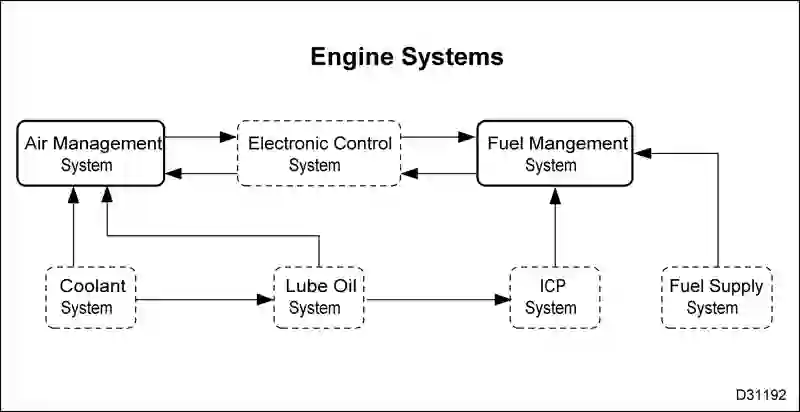 Engine Systems
Air Management
System
Electronic Control
System
Fuel Mangement
System
Coolant
System
Lube Oil
System
ICP
System
Fuel Supply
System
D31192